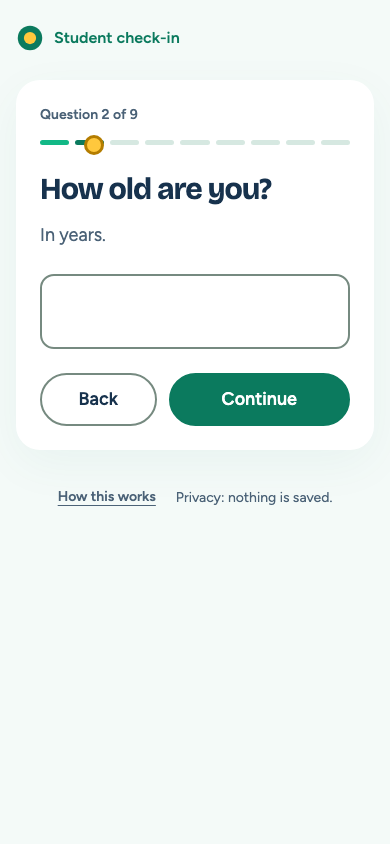 Student check-in
Question 2 of 9
How old are you?
In years.
Back
Continue
How this works
Privacy: nothing is saved.